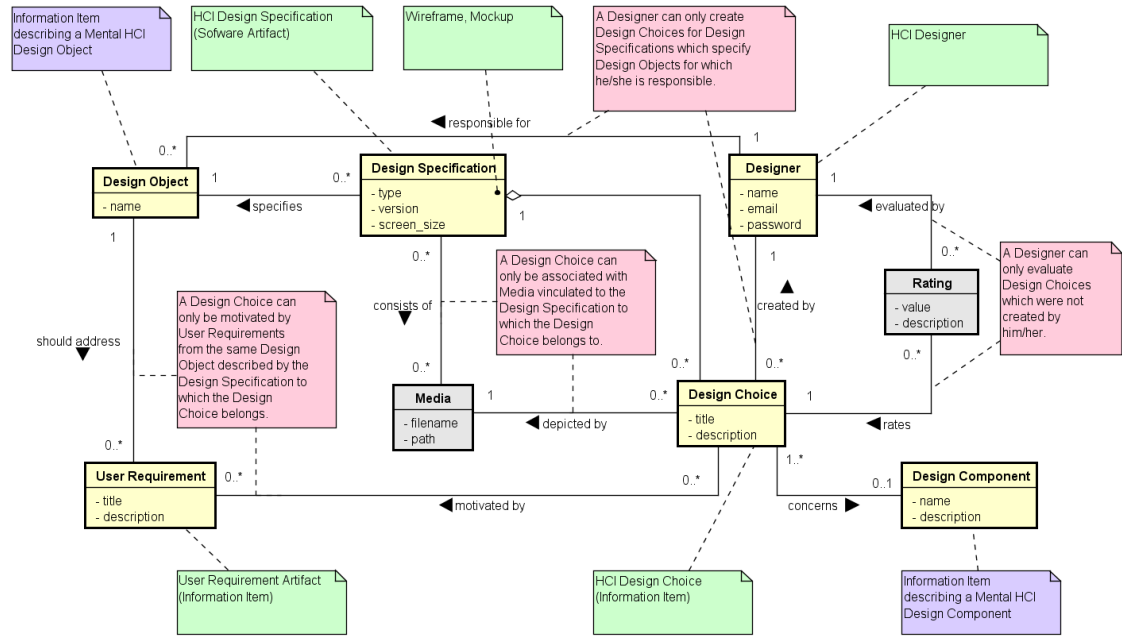 Information Item
describing a Mental HCI
Design Object
HCI Design Specification
(Sofware Artifact)
Wireframe, Mockup
A Designer can only create
Design Choices for Design
Specifications which specify
Design Objects for which
he/she is responsible.
HCI Designer
responsible for
0..*
1
Design Object
- name
1
0..*
specifies
Design Specification
- type
- version
- screen_size
1
Designer
- name
- email
- password
1
evaluated by
0..*
1
0..*
1
Rating
- value
- description
0..*
A Designer can
only evaluate
Design Choices
which were not
created by
him/her.
A Design Choice can
only be associated with
Media vinculated to the
Design Specification to
which the Design
Choice belongs to.
consists of
created by
A Design Choice can
only be motivated by
User Requirements
from the same Design
Object described by the
Design Specification to
which the Design
Choice belongs.
should address
0..*
0..*
0..*
Media
- filename
- path
1
0..*
depicted by
Design Choice
- title
- description
1
rates
0..*
User Requirement
- title
- description
0..*
0..*
motivated by
1..*
0..1
concerns
Design Component
- name
- description
User Requirement Artifact
(Information Item)
HCI Design Choice
(Information Item)
Information Item
describing a Mental HCI
Design Component